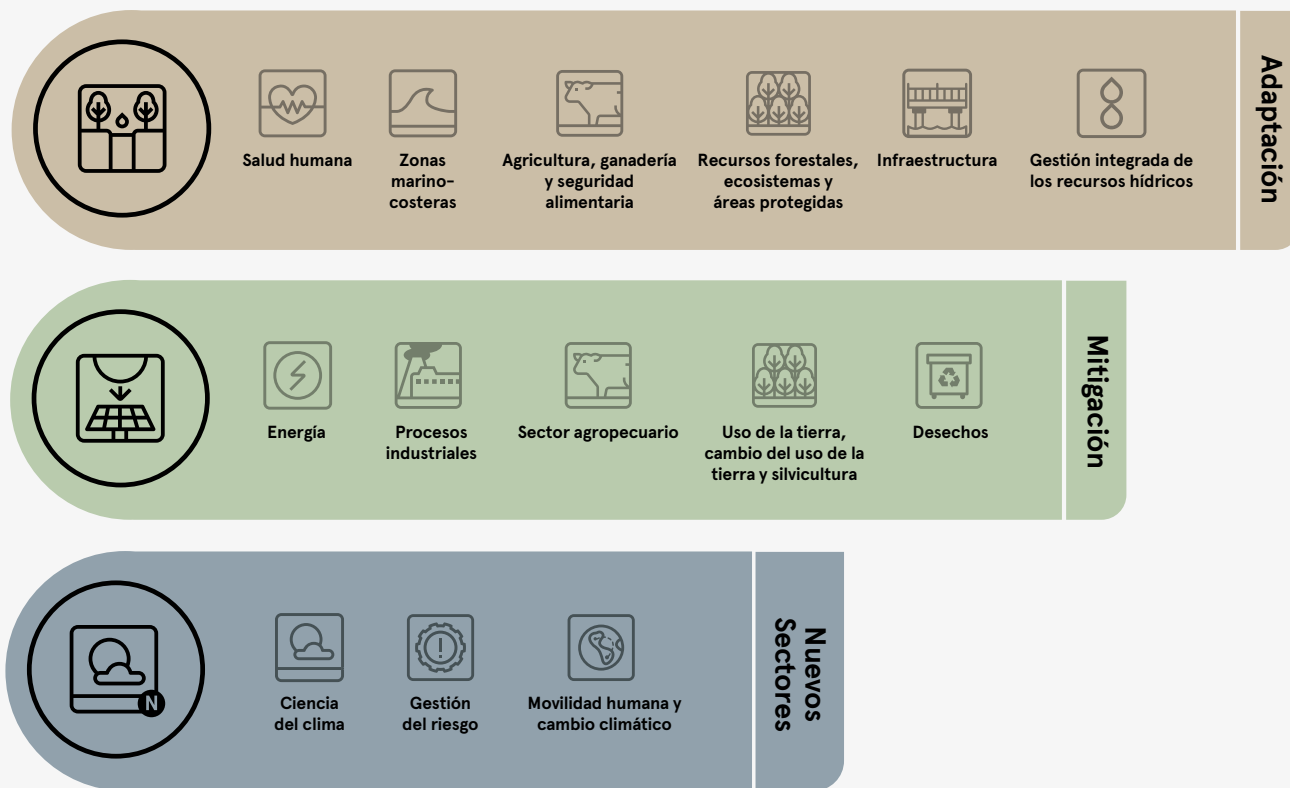 Salud humana
Zonas
marino-
costeras
Agricultura, ganadería
y seguridad
alimentaria
Recursos forestales,
ecosistemas y
áreas protegidas
Infraestructura
Gestión integrada de
los recursos hídricos
Adaptación
Energía
Procesos
industriales
Sector agropecuario
Uso de la tierra,
cambio del uso de la
tierra y silvicultura
Desechos
Mitigación
N
Ciencia
del clima
Gestión
del riesgo
Movilidad humana y
cambio climático
Nuevos
Sectores